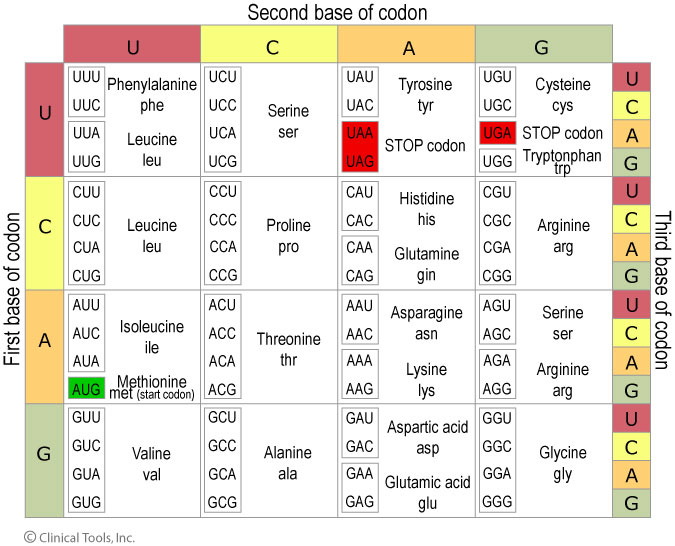 Second base of codon
U C A G
First base of codon
Third base of codon
U
UUU Phenylalanine UCU UAU Tyrosine UGU Cysteine U
UUC phe UCC Serine UAC tyr UGC cys C
UUA Leucine UCA ser UAA STOP codon UGA STOP codon A
UUG leu UCG UAG UGG Tryptonphan G
trp
C
CUU CCU CAU Histidine CGU U
CUC Leucine CCC Proline CAC his CGC Arginine C
CUA leu CCA pro CAA Glutamine CGA arg A
CUG CCG CAG gin CGG G
A
AUU ACU AAU Asparagine AGU Serine U
AUC Isoleucine ACC Threonine AAC asn AGC ser C
AUA ile ACA thr AAA Lysine AGA Arginine A
AUG Methionine ACG AAG lys AGG arg G
met (start codon)
G
GUU GCU GAU Aspartic acid GGU U
GUC Valine GCC Alanine GAC asp GGC Glycine C
GUA val GCA ala GAA Glutamic acid GGA gly A
GUG GCG GAG glu GGG G
© Clinical Tools, Inc.